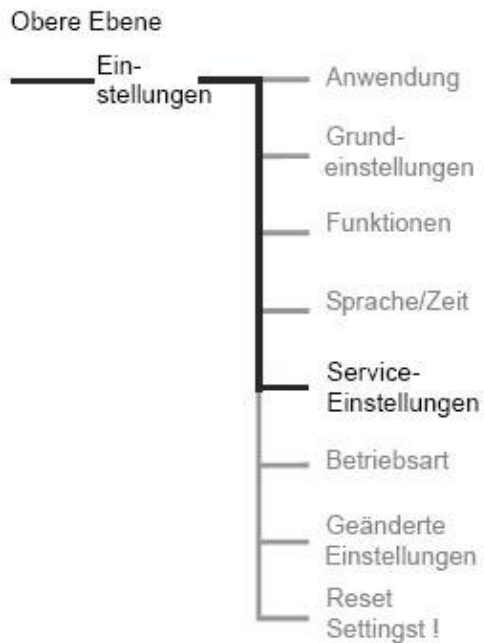 Obere Ebene
Ein-
stellungen
Anwendung
Grund-
einstellungen
Funktionen
Sprache/Zeit
Service-
Einstellungen
Betriebsart
Geänderte
Einstellungen
Reset
Settingst !